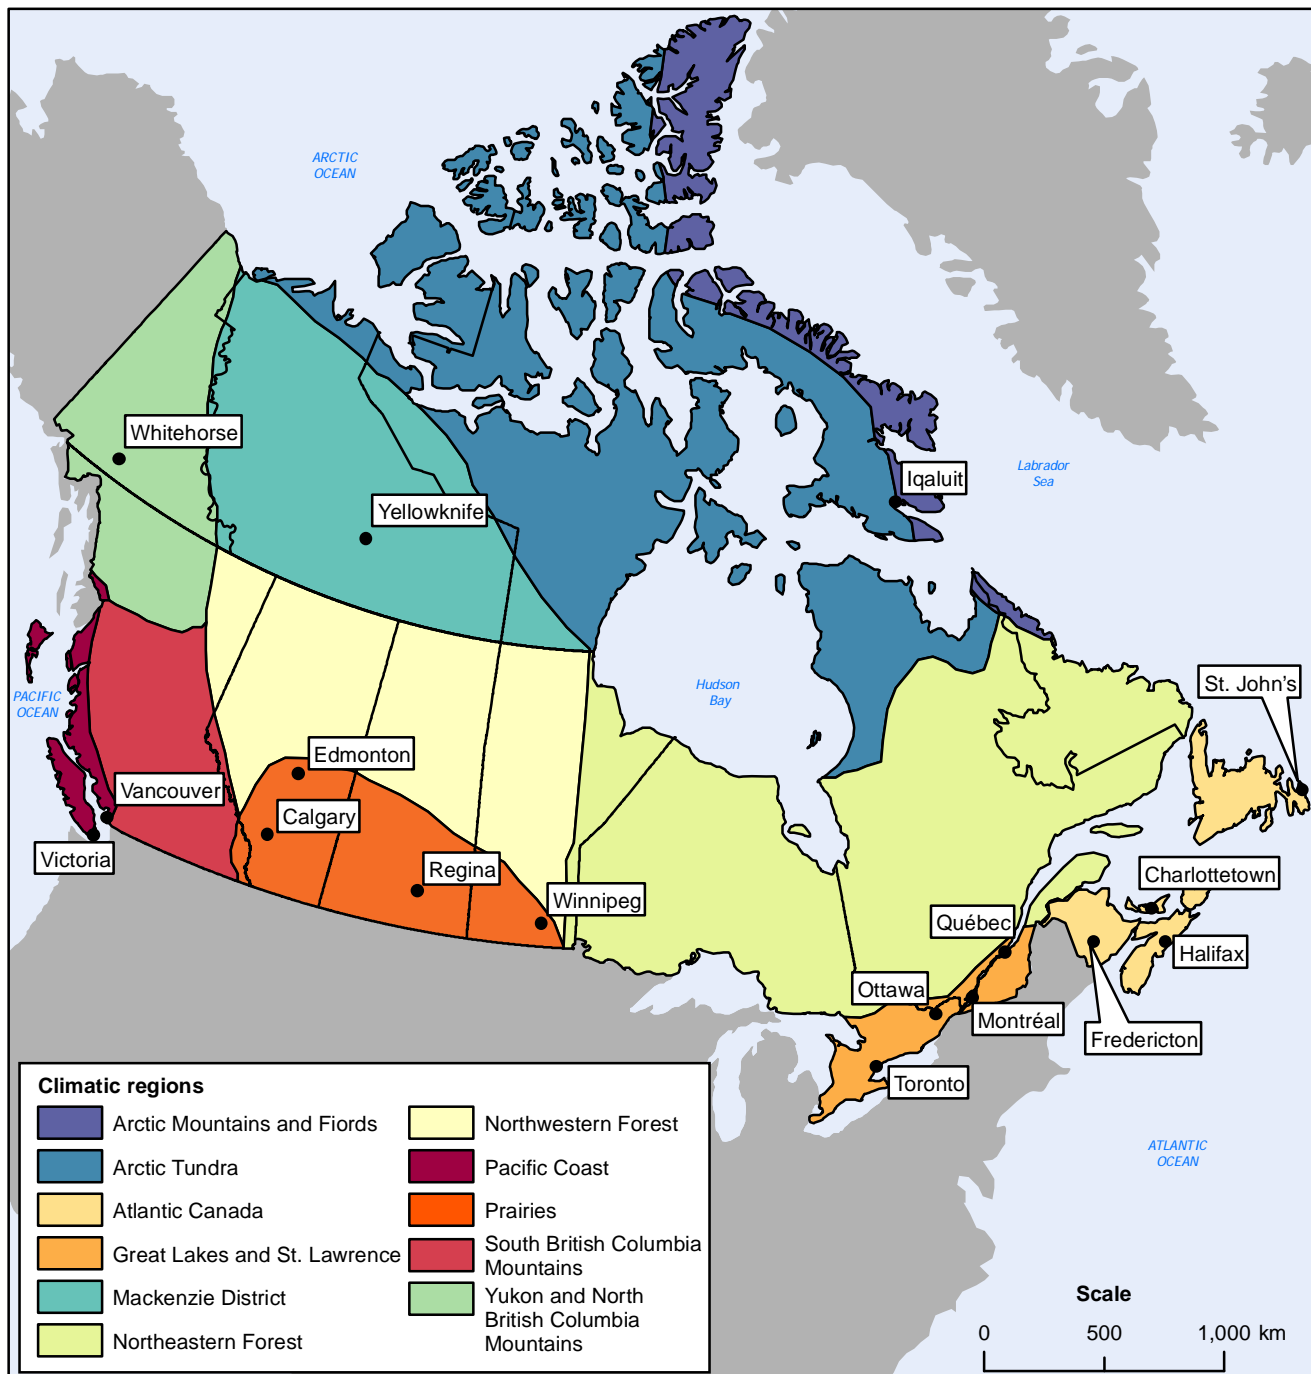 ARCTIC
OCEAN
Whitehorse
Yellowknife
Iqaluit
Labrador
Sea
PACIFIC
OCEAN
Hudson
Bay
St. John's
Edmonton
Vancouver
Calgary
Victoria
Regina
Winnipeg
Charlottetown
Québec
Halifax
Ottawa
Montréal
Fredericton
Toronto
ATLANTIC
OCEAN
Climatic regions
Arctic Mountains and Fiords
Arctic Tundra
Atlantic Canada
Great Lakes and St. Lawrence
Mackenzie District
Northeastern Forest
Northwestern Forest
Pacific Coast
Prairies
South British Columbia
Mountains
Yukon and North
British Columbia
Mountains
Scale
0 500 1,000 km